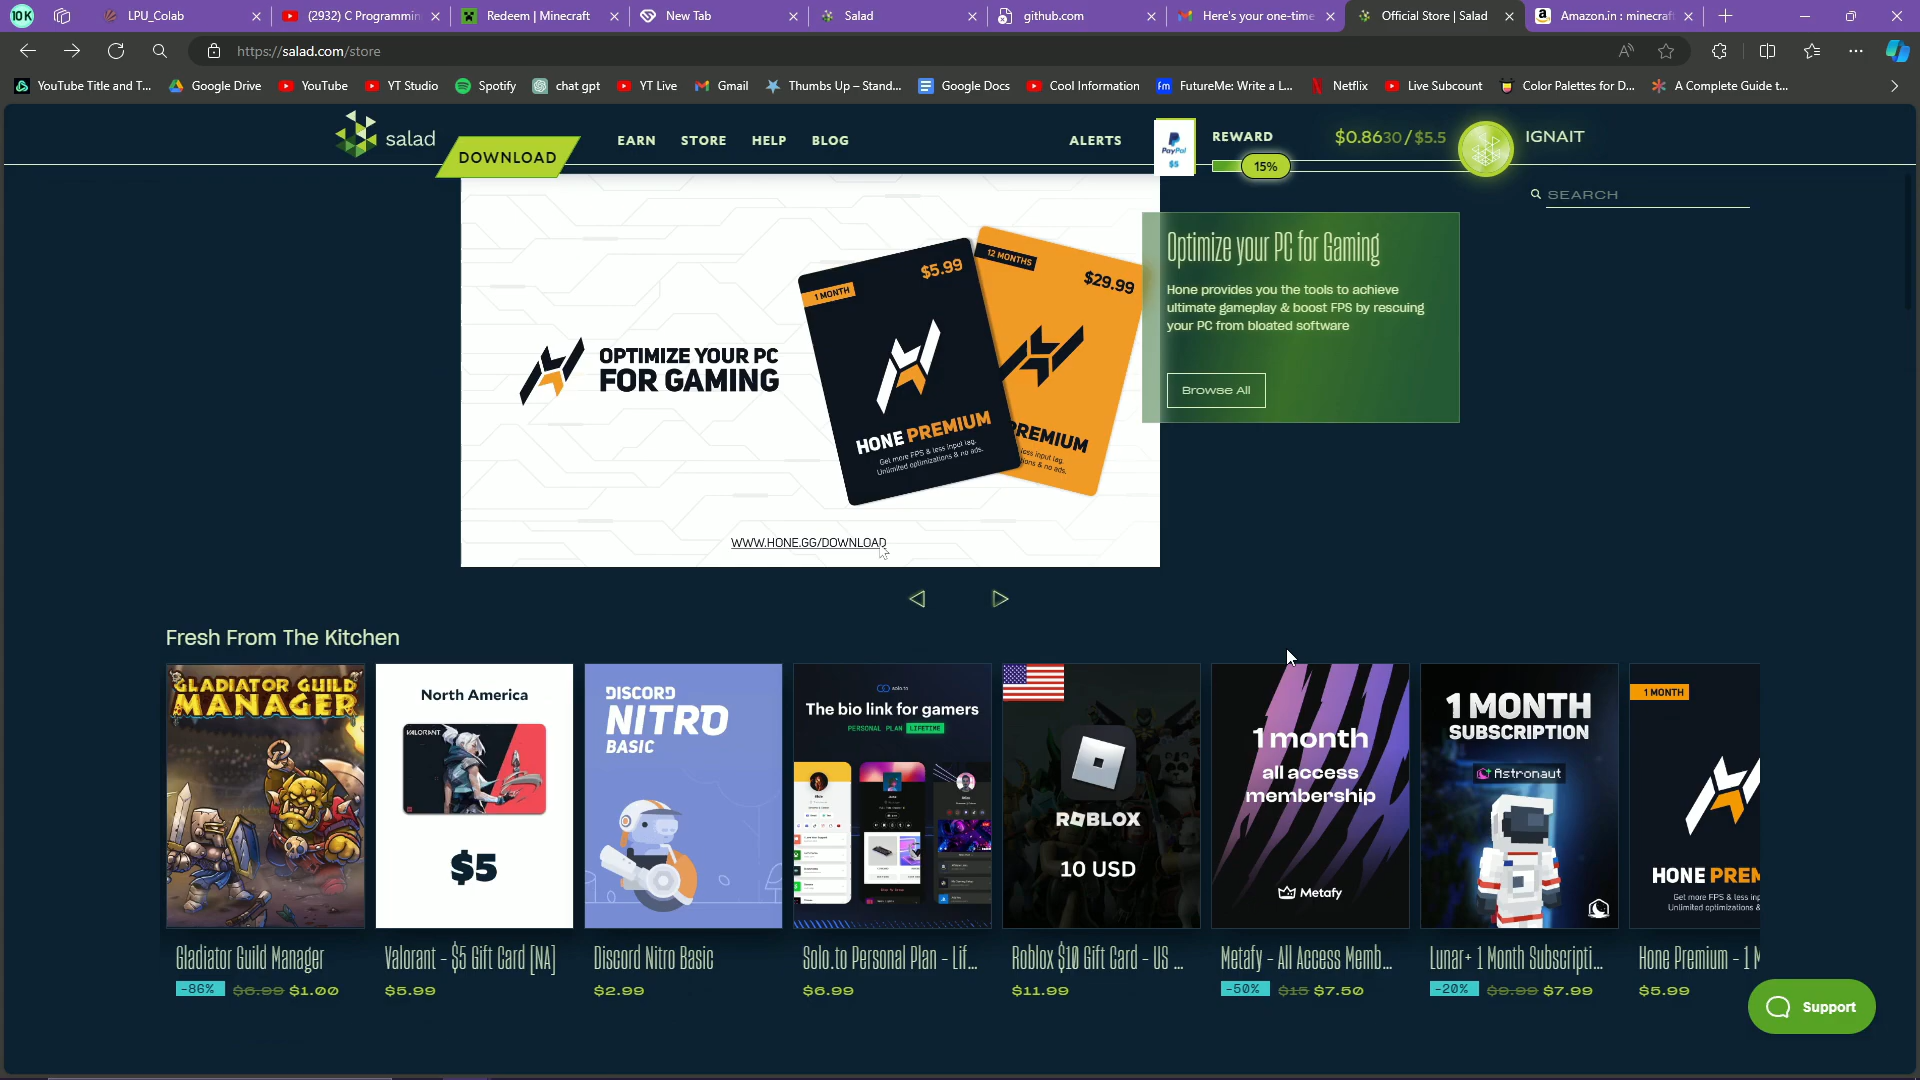 LPU_Colab
(2932) C Programmin
Redeem | Minecraft
New Tab
Salad
github.com
Here's your one-time
Official Store | Salad
Amazon.in : minecraft
10K
https://salad.com/store
YouTube Title and T...
Google Drive
YouTube
YT Studio
Spotify
chat gpt
YT Live
Gmail
Thumbs Up – Stand...
Google Docs
Cool Information
FutureMe: Write a L...
Netflix
Live Subcount
Color Palettes for D...
A Complete Guide t...
salad
DOWNLOAD
EARN
STORE
HELP
BLOG
ALERTS
PayPal
$5
REWARD
$0.8630/$5.5
15%
IGNAIT
SEARCH
OPTIMIZE YOUR PC
FOR GAMING
1 MONTH
$5.99
HONE PREMIUM
Get more FPS & less input lag.
Unlimited optimizations & no ads.
12 MONTHS
$29.99
PREMIUM
less input lag.
WWW.HONE.GG/DOWNLOAD
Optimize your PC for Gaming
Hone provides you the tools to achieve
ultimate gameplay & boost FPS by rescuing
your PC from bloated software
Browse All
Fresh From The Kitchen
GLADIATOR GUILD
MANAGER
North America
VALORANT
$5
DISCORD
NITRO
BASIC
solo.to
The bio link for gamers
PERSONAL PLAN LIFETIME
ROBLOX
10 USD
1 month
all access
membership
Metafy
1 MONTH
SUBSCRIPTION
Astronaut
1 MONTH
HONE PREM
Get more FPS & less inp
Unlimited optimizations &
Gladiator Guild Manager
-86% $6.99 $1.00
Valorant - $5 Gift Card [NA]
$5.99
Discord Nitro Basic
$2.99
Solo.to Personal Plan - Lif...
$6.99
Roblox $10 Gift Card - US ...
$11.99
Metafy - All Access Memb...
-50% $15 $7.50
Lunar+ 1 Month Subscripti...
-20% $9.99 $7.99
Hone Premium - 1 M
$5.99
Support